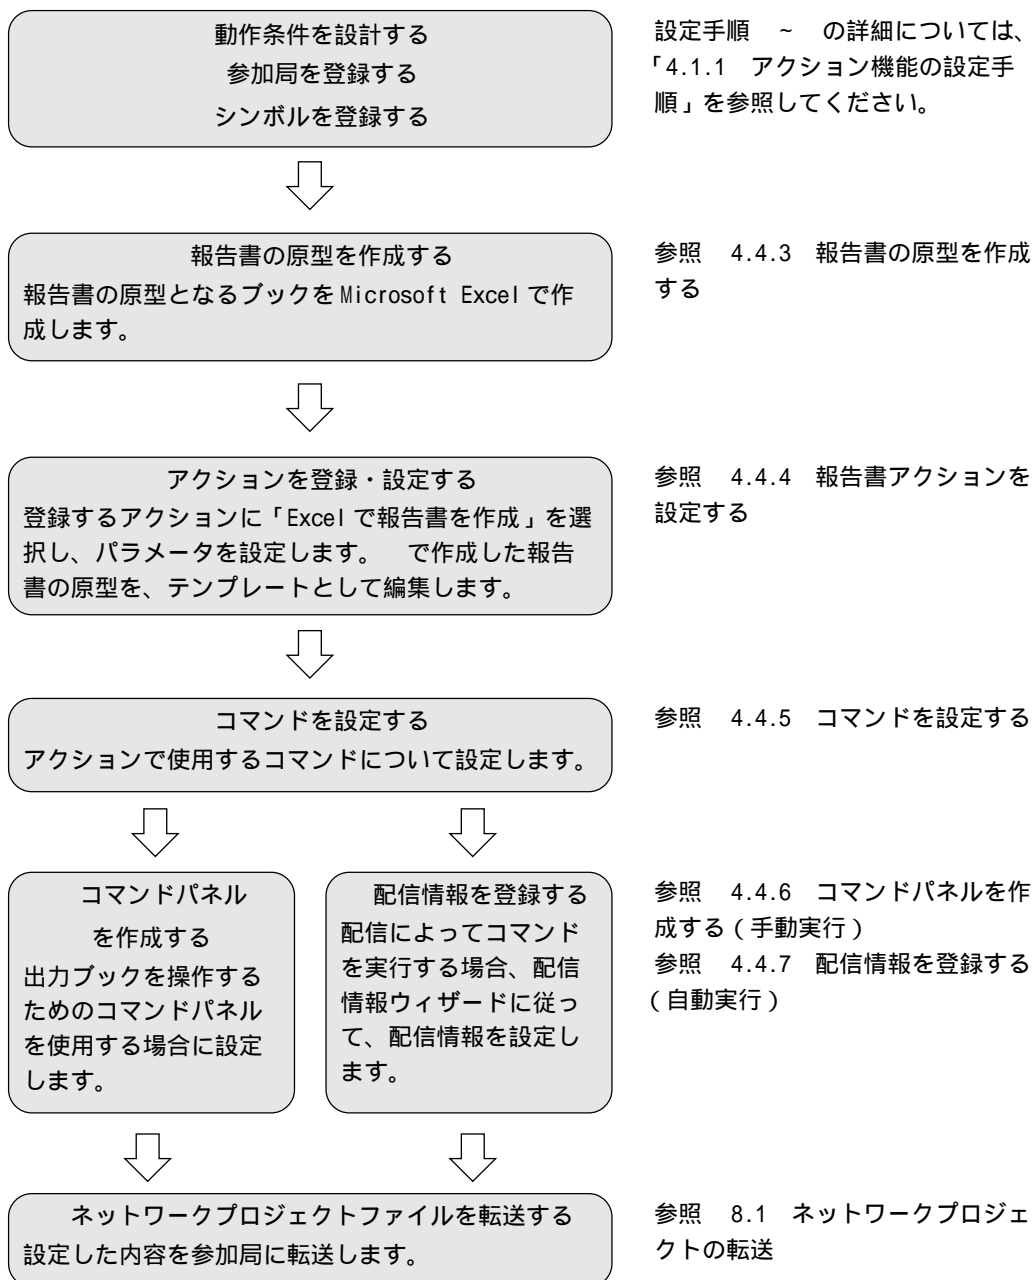 動作条件を設計する
参加局を登録する
シンボルを登録する
設定手順 ~ の詳細については、
「4.1.1 アクション機能の設定手
順」を参照してください。
報告書の原型を作成する
報告書の原型となるブックをMicrosoft Excelで作
成します。
参照 4.4.3 報告書の原型を作成
する
アクションを登録・設定する
登録するアクションに「Excelで報告書を作成」を選
択し、パラメータを設定します。 で作成した報告
書の原型を、テンプレートとして編集します。
参照 4.4.4 報告書アクションを
設定する
コマンドを設定する
アクションで使用するコマンドについて設定します。
参照 4.4.5 コマンドを設定する
コマンドパネル
を作成する
出力ブックを操作する
ためのコマンドパネル
を使用する場合に設定
します。
配信情報を登録する
配信によってコマンド
を実行する場合、配信
情報ウィザードに従っ
て、配信情報を設定し
ます。
参照 4.4.6 コマンドパネルを作
成する(手動実行)
参照 4.4.7 配信情報を登録する
(自動実行)
ネットワークプロジェクトファイルを転送する
設定した内容を参加局に転送します。
参照 8.1 ネットワークプロジェ
クトの転送